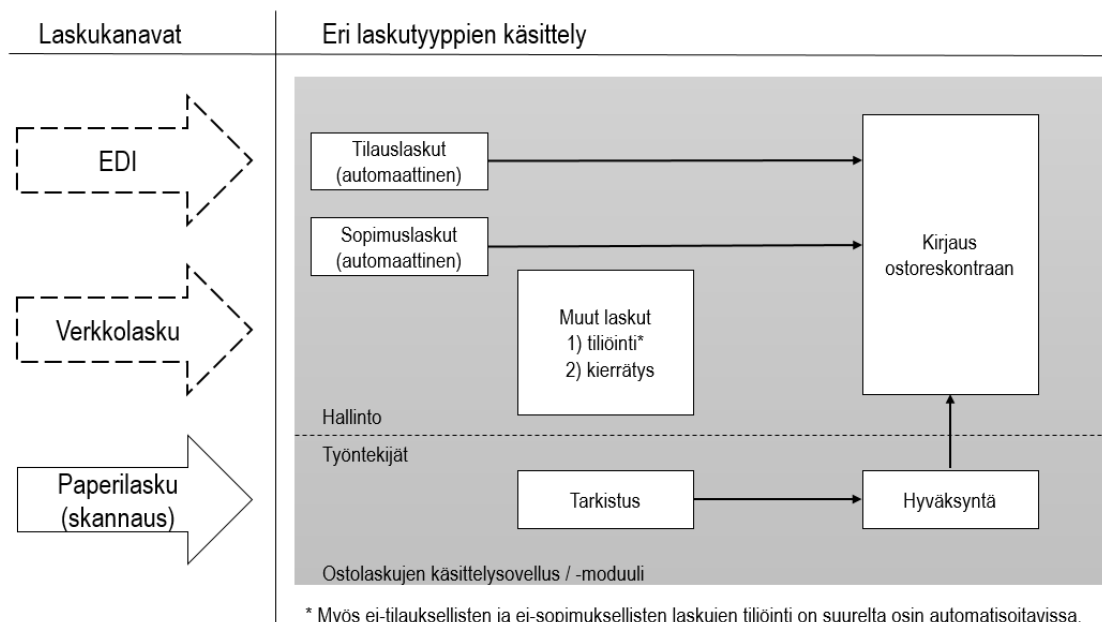 Laskukanavat
Eri laskutyyppien käsittely
EDI
Verkkolasku
Paperilasku
(skannaus)
Tilauslaskut
(automaattinen)
Sopimuslaskut
(automaattinen)
Muut laskut
1) tiliöinti*
2) kierrätys
Kirjaus
ostoreskontraan
Hallinto
Työntekijät
Tarkistus
Hyväksyntä
Ostolaskujen käsittelysovellus / -moduuli
* Myös ei-tilauksellisten ja ei-sopimuksellisten laskujen tiliöinti on suurelta osin automatisoitavissa.